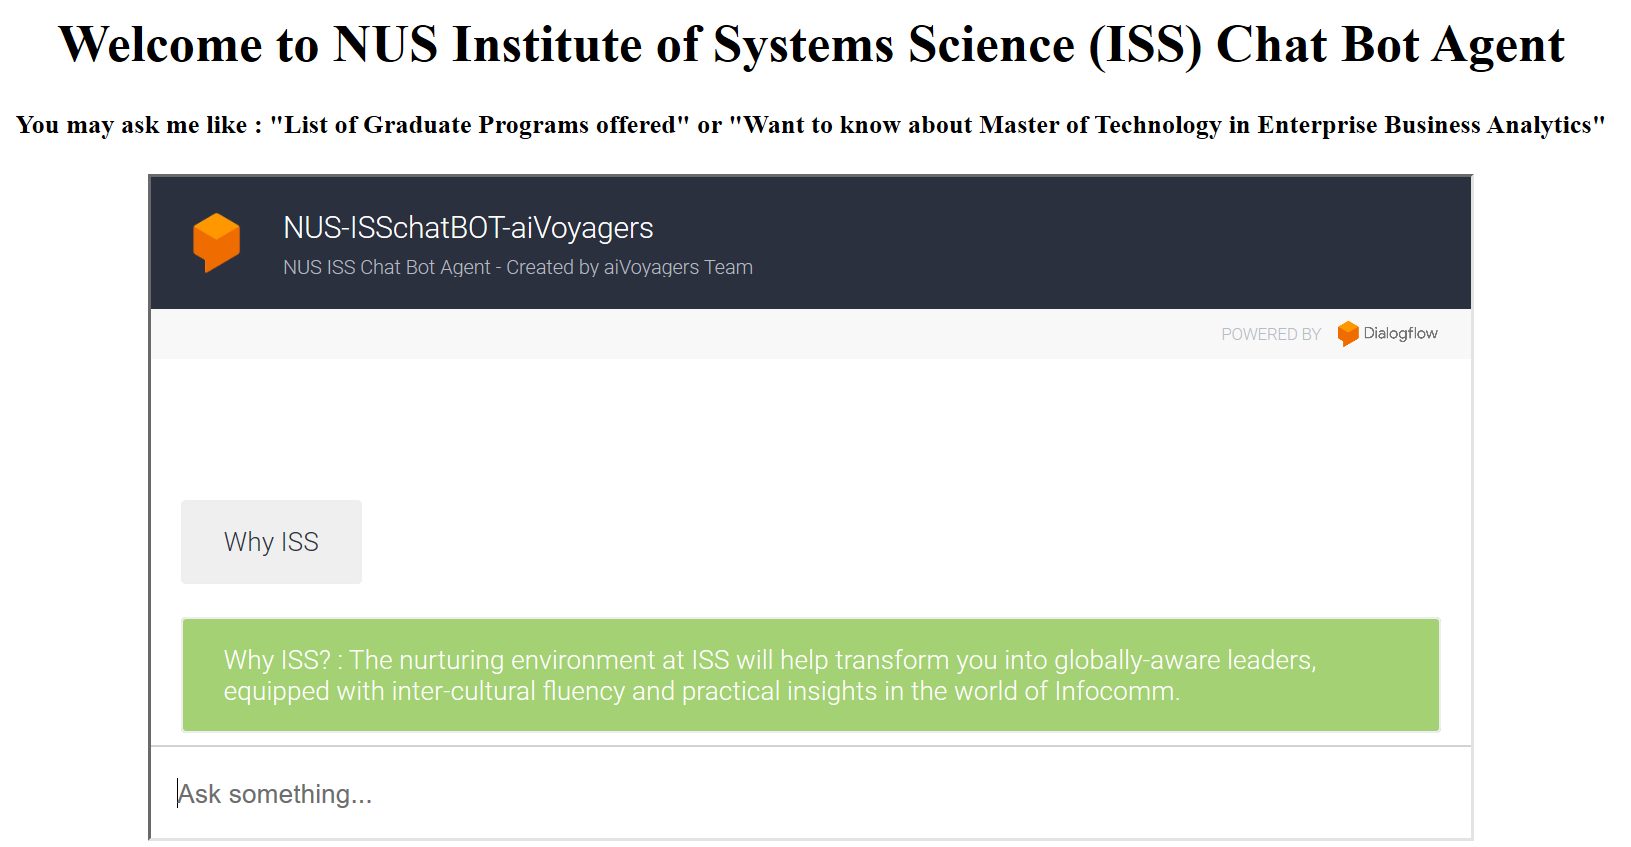 Welcome to NUS Institute of Systems Science (ISS) Chat Bot Agent
You may ask me like : "List of Graduate Programs offered" or "Want to know about Master of Technology in Enterprise Business Analytics"
NUS-ISSchatBOT-aiVoyagers
NUS ISS Chat Bot Agent - Created by aiVoyagers Team
POWERED BY Dialogflow
Why ISS
Why ISS? : The nurturing environment at ISS will help transform you into globally-aware leaders,
equipped with inter-cultural fluency and practical insights in the world of Infocomm.
Ask something...